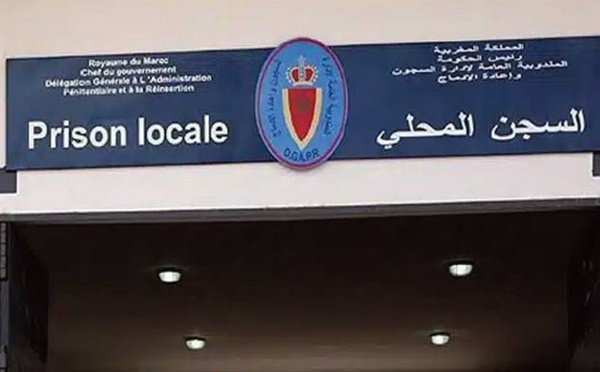 Royaume du Maroc
Chef du gouvernement
Délégation Générale à L'Administration
Pénitentiaire et à la Réinsertion
Prison locale
D.G.A.P.R
المملكة المغربية
رئيس الحكومة
المندوبية العامة لإدارة السجون
وإعادة الإدماج
السجن المحلي